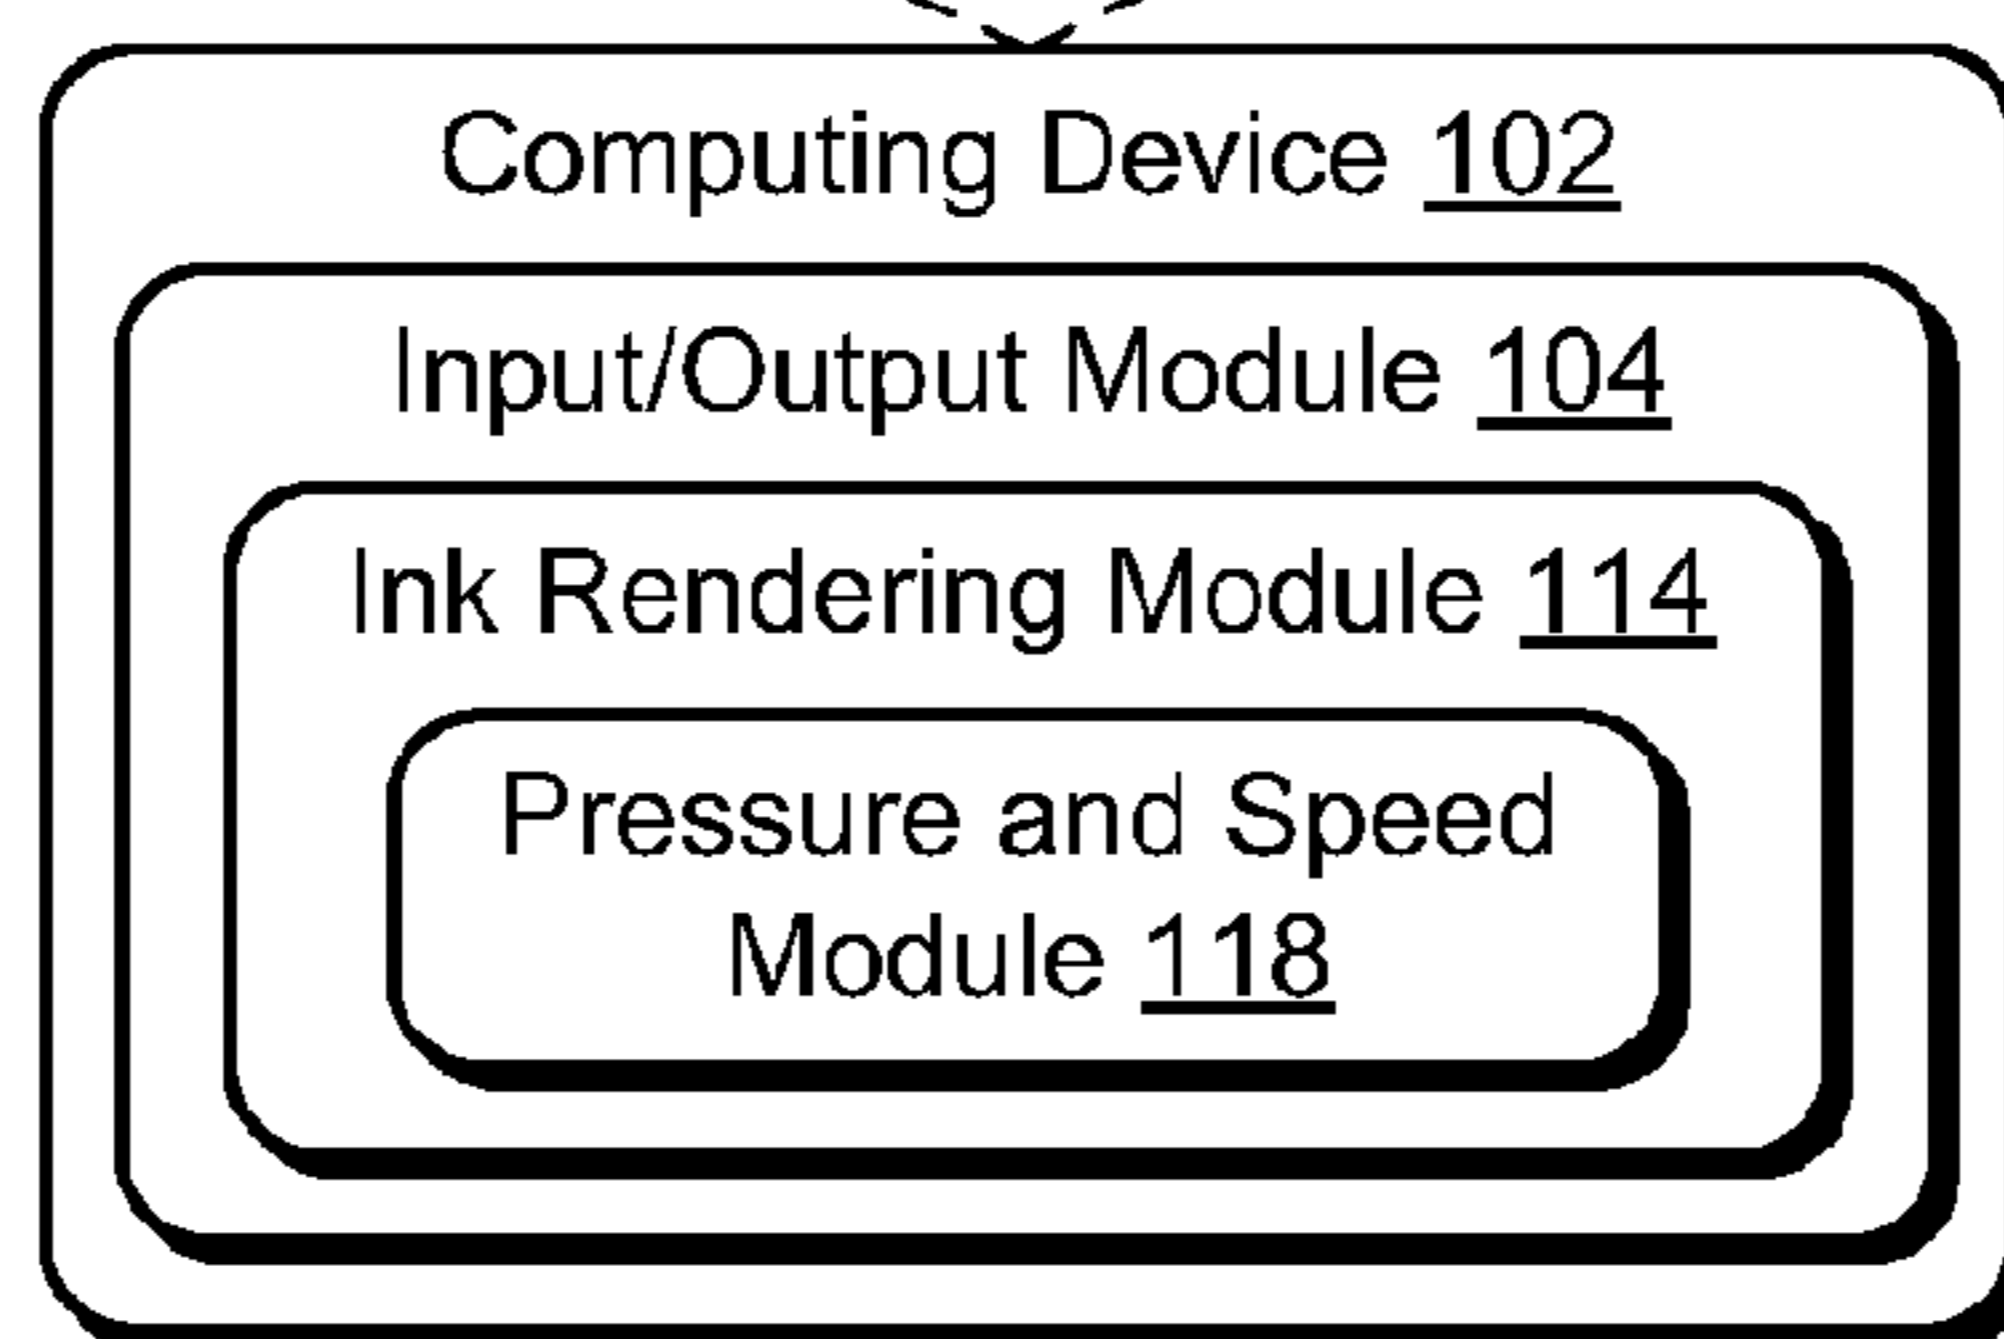 Computing Device 102
Input/Output Module 104
Ink Rendering Module 114
Pressure and Speed
Module 118